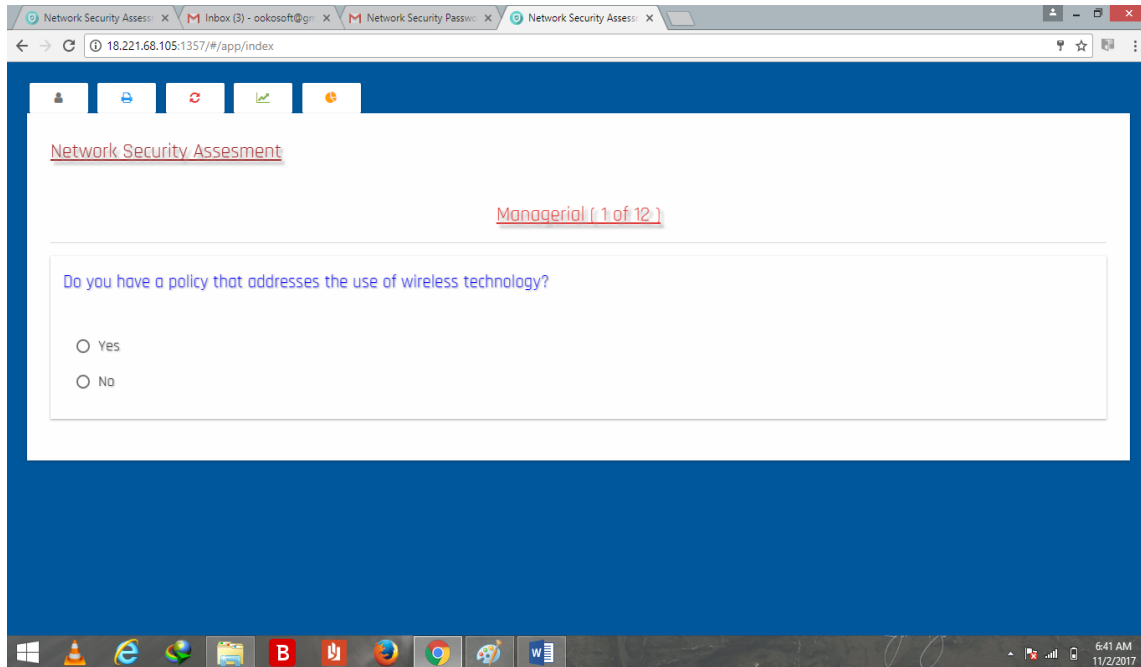 Network Security Assess
Inbox (3) - ookosoft@gm
Network Security Passwo
Network Security Assess
18.221.68.105:1357/#/app/index
Network Security Assesment
Managerial ( 1 of 12 )
Do you have a policy that addresses the use of wireless technology?
Yes
No
B
W
6:41 AM
11/2/2017